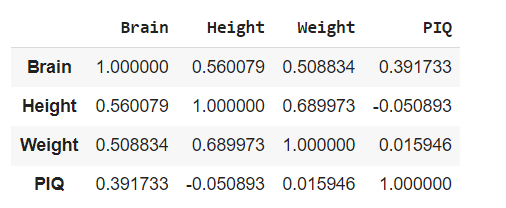 Brain Height Weight PIQ
Brain 1.000000 0.560079 0.508834 0.391733
Height 0.560079 1.000000 0.689973 -0.050893
Weight 0.508834 0.689973 1.000000 0.015946
PIQ 0.391733 -0.050893 0.015946 1.000000